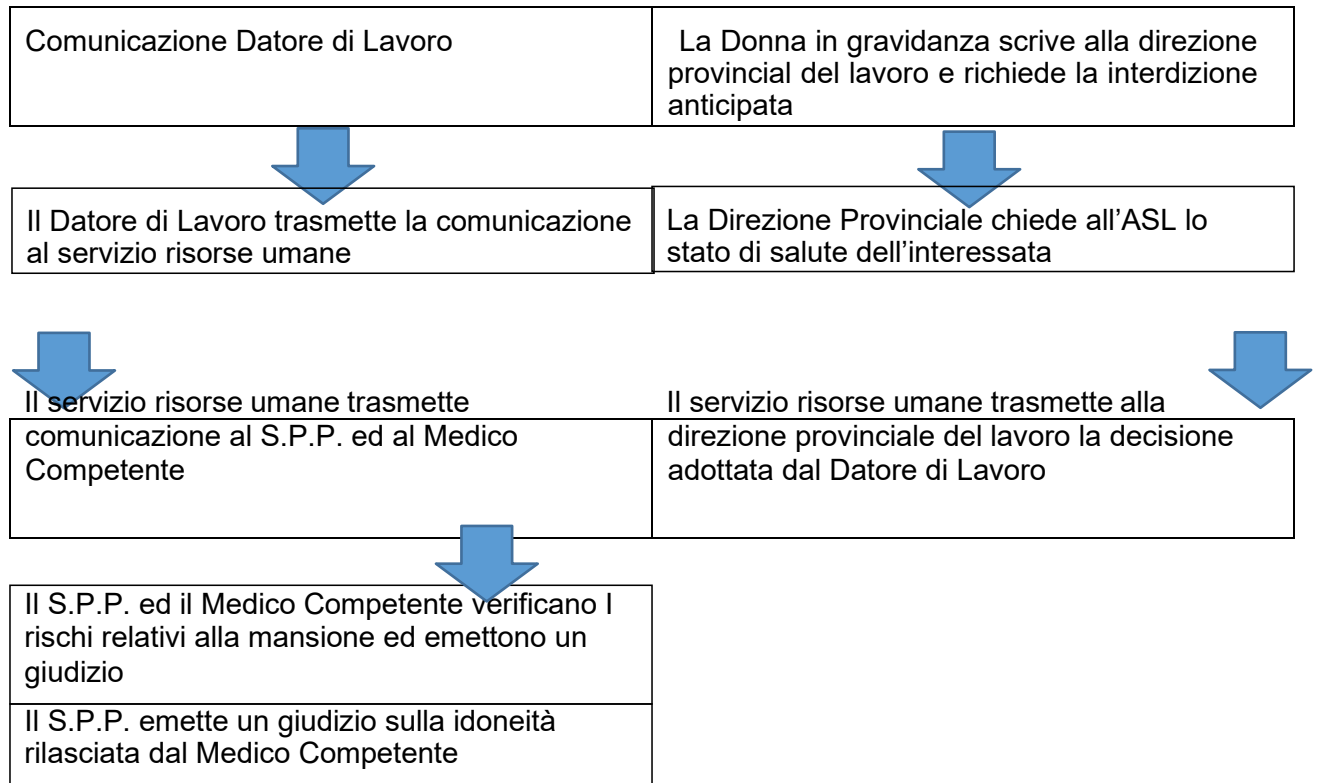 Comunicazione Datore di Lavoro
La Donna in gravidanza scrive alla direzione
provincial del lavoro e richiede la interdizione
anticipata
Il Datore di Lavoro trasmette la comunicazione
al servizio risorse umane
La Direzione Provinciale chiede all’ASL lo
stato di salute dell’interessata
Il servizio risorse umane trasmette
comunicazione al S.P.P. ed al Medico
Competente
Il servizio risorse umane trasmette alla
direzione provinciale del lavoro la decisione
adottata dal Datore di Lavoro
Il S.P.P. ed il Medico Competente verificano I
rischi relativi alla mansione ed emettono un
giudizio
Il S.P.P. emette un giudizio sulla idoneità
rilasciata dal Medico Competente